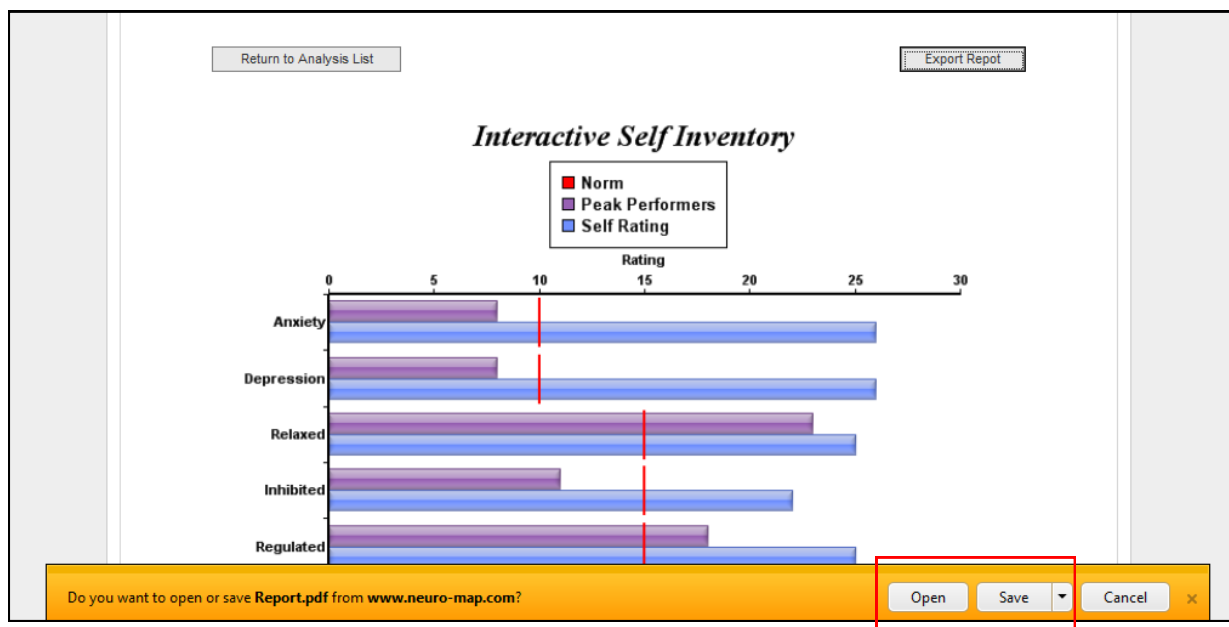 Return to Analysis List
Export Repot
Interactive Self Inventory
Norm
Peak Performers
Self Rating
Rating
0 5 10 15 20 25 30
Anxiety
Depression
Relaxed
Inhibited
Regulated
Do you want to open or save Report.pdf from www.neuro-map.com?
Open
Save
Cancel